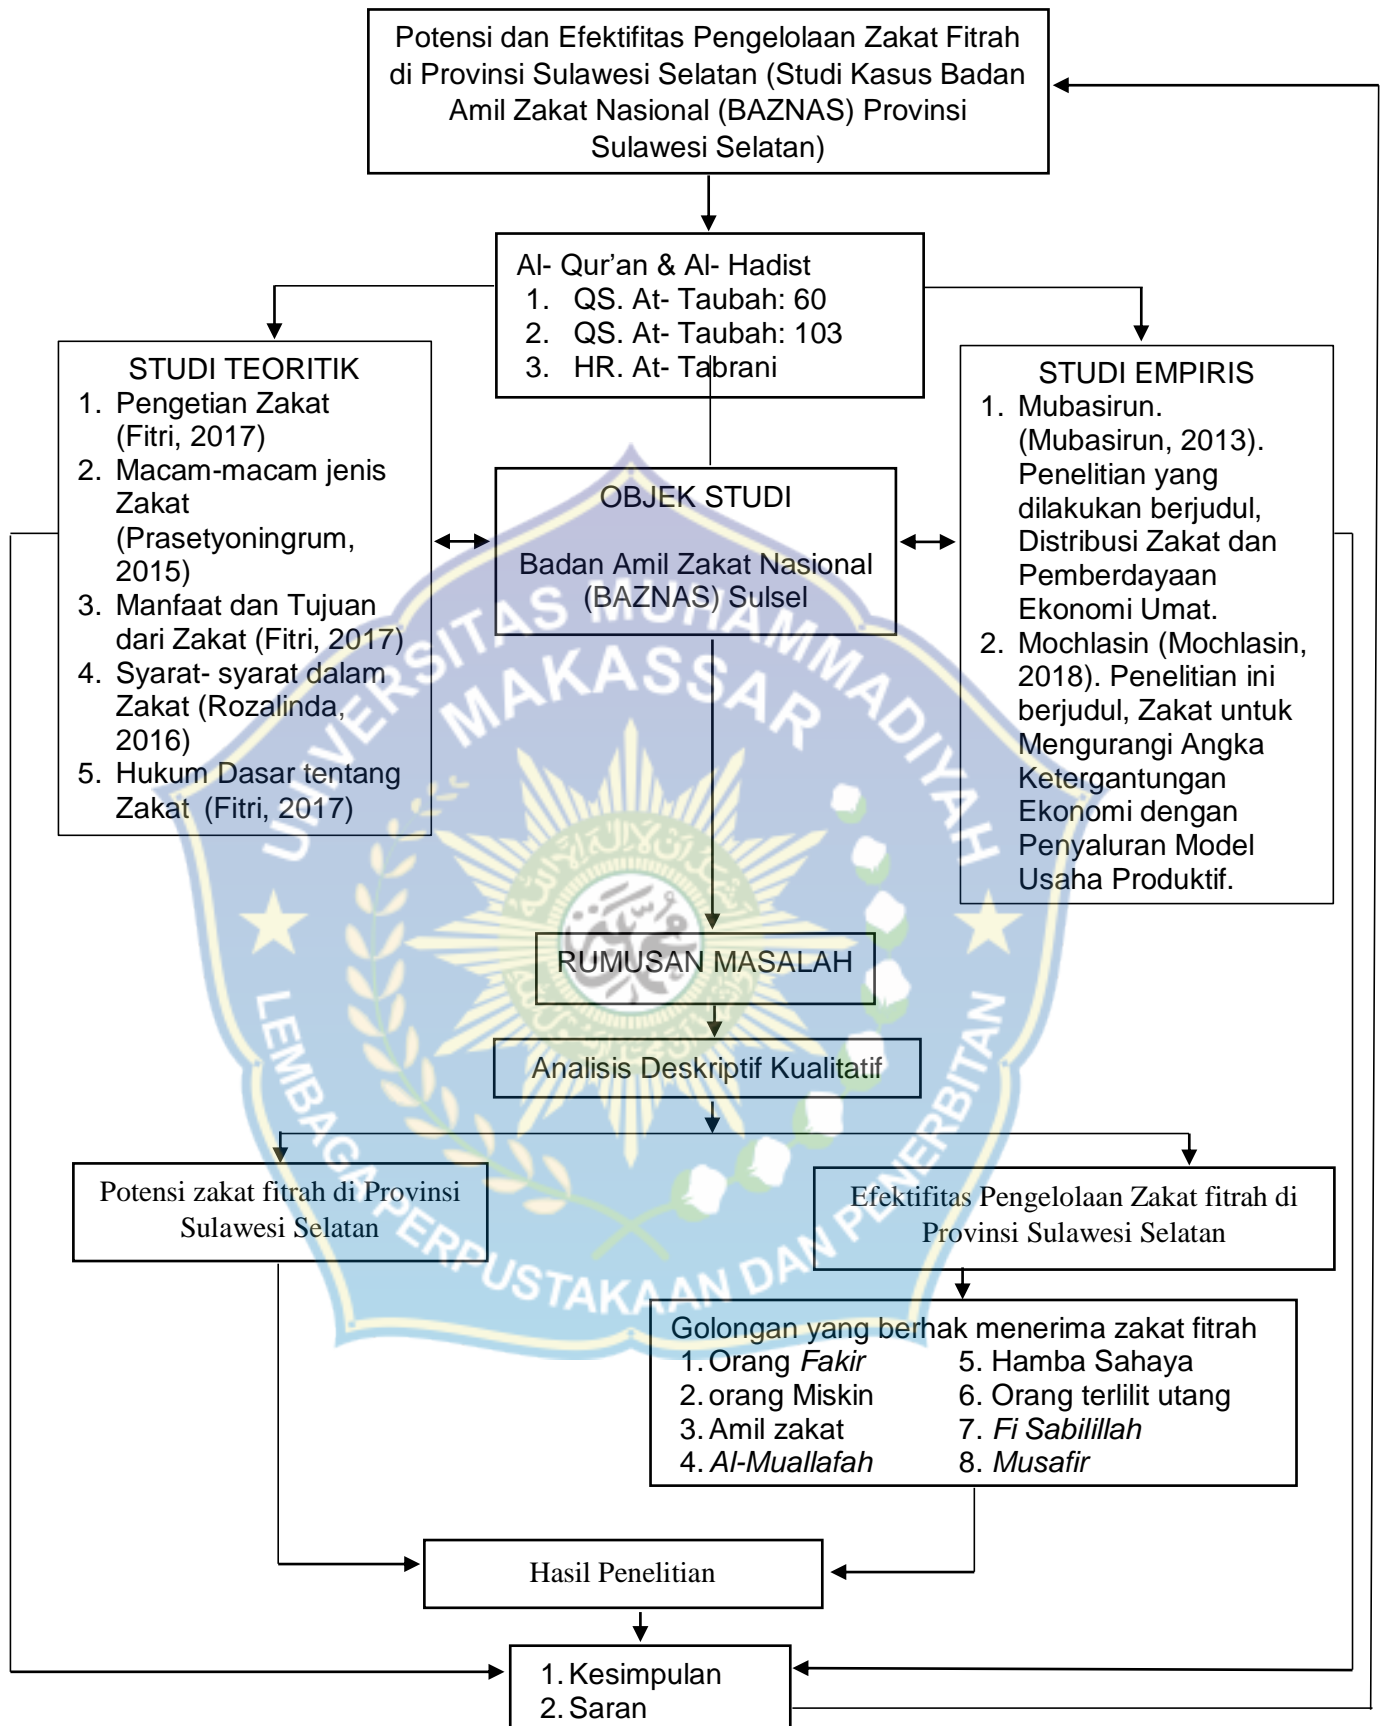 Potensi dan Efektifitas Pengelolaan Zakat Fitrah
di Provinsi Sulawesi Selatan (Studi Kasus Badan
Amil Zakat Nasional (BAZNAS) Provinsi
Sulawesi Selatan)
Al- Qur’an & Al- Hadist
1. QS. At- Taubah: 60
2. QS. At- Taubah: 103
3. HR. At- Tabrani
STUDI TEORITIK
1. Pengetian Zakat
(Fitri, 2017)
2. Macam-macam jenis
Zakat
(Prasetyoningrum,
2015)
3. Manfaat dan Tujuan
dari Zakat (Fitri, 2017)
4. Syarat- syarat dalam
Zakat (Rozalinda,
2016)
5. Hukum Dasar tentang
Zakat (Fitri, 2017)
OBJEK STUDI
Badan Amil Zakat Nasional
(BAZNAS) Sulsel
STUDI EMPIRIS
1. Mubasirun.
(Mubasirun, 2013).
Penelitian yang
dilakukan berjudul,
Distribusi Zakat dan
Pemberdayaan
Ekonomi Umat.
2. Mochlasin (Mochlasin,
2018). Penelitian ini
berjudul, Zakat untuk
Mengurangi Angka
Ketergantungan
Ekonomi dengan
Penyaluran Model
Usaha Produktif.
UNIVERSITAS MUHAMMADIYAH
MAKASSAR
LEMBAGA PERPUSTAKAAN DAN PENERBITAN
RUMUSAN MASALAH
Analisis Deskriptif Kualitatif
Potensi zakat fitrah di Provinsi
Sulawesi Selatan
Efektifitas Pengelolaan Zakat fitrah di
Provinsi Sulawesi Selatan
Golongan yang berhak menerima zakat fitrah
1. Orang Fakir
2. orang Miskin
3. Amil zakat
4. Al-Muallafah
5. Hamba Sahaya
6. Orang terlilit utang
7. Fi Sabilillah
8. Musafir
Hasil Penelitian
1. Kesimpulan
2. Saran